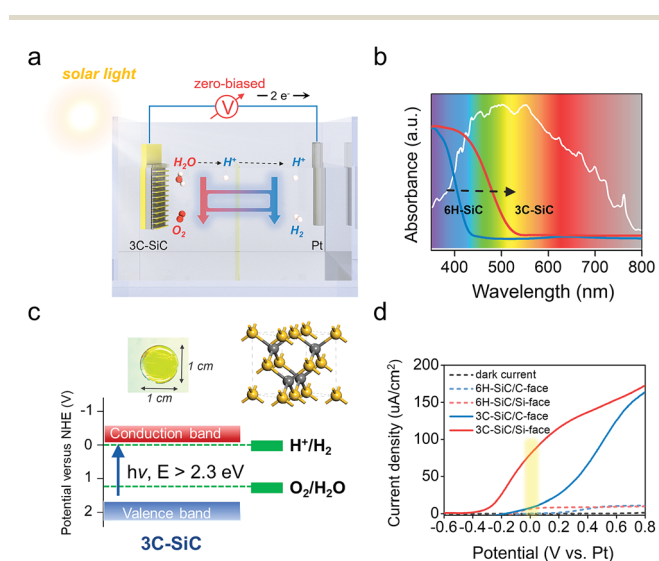 a
solar light
zero-biased
2 e⁻
V
H₂O
H⁺
H⁺
O₂
H₂
3C-SiC
Pt
b
Absorbance (a.u.)
6H-SiC
3C-SiC
400 500 600 700 800
Wavelength (nm)
c
1 cm
1 cm
Potential versus NHE (V)
-1
0
1
2
Conduction band
H⁺/H₂
hν, E > 2.3 eV
O₂/H₂O
Valence band
3C-SiC
d
Current density (uA/cm²)
200
150
100
50
0
dark current
6H-SiC/C-face
6H-SiC/Si-face
3C-SiC/C-face
3C-SiC/Si-face
-0.6 -0.4 -0.2 0.0 0.2 0.4 0.6 0.8
Potential (V vs. Pt)